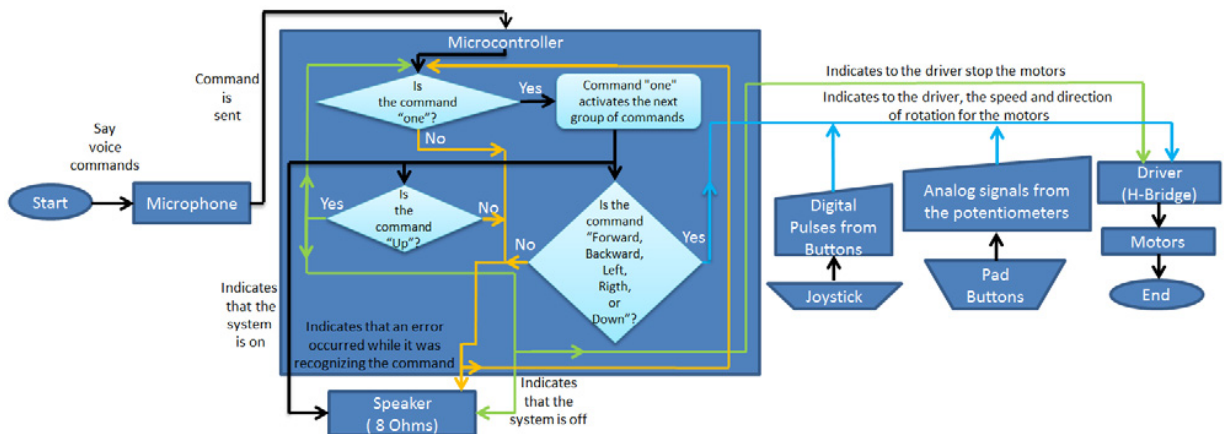 Microcontroller
Command
is
sent
Say
voice
commands
Start
Microphone
Is
the command
"one"?
Yes
No
Command "one"
activates the next
group of commands
Indicates to the driver stop the motors
Indicates to the driver, the speed and direction
of rotation for the motors
Yes
Is
the
command
"Up"?
No
No
Is the
command
"Forward,
Backward,
Left,
Rigth,
or
Down"?
Yes
Digital
Pulses from
Buttons
Joystick
Analog signals from
the potentiometers
Pad
Buttons
Driver
(H-Bridge)
Motors
End
Indicates
that the
system
is on
Indicates that an error
occurred while it was
recognizing the command
Speaker
( 8 Ohms)
Indicates
that the
system is off